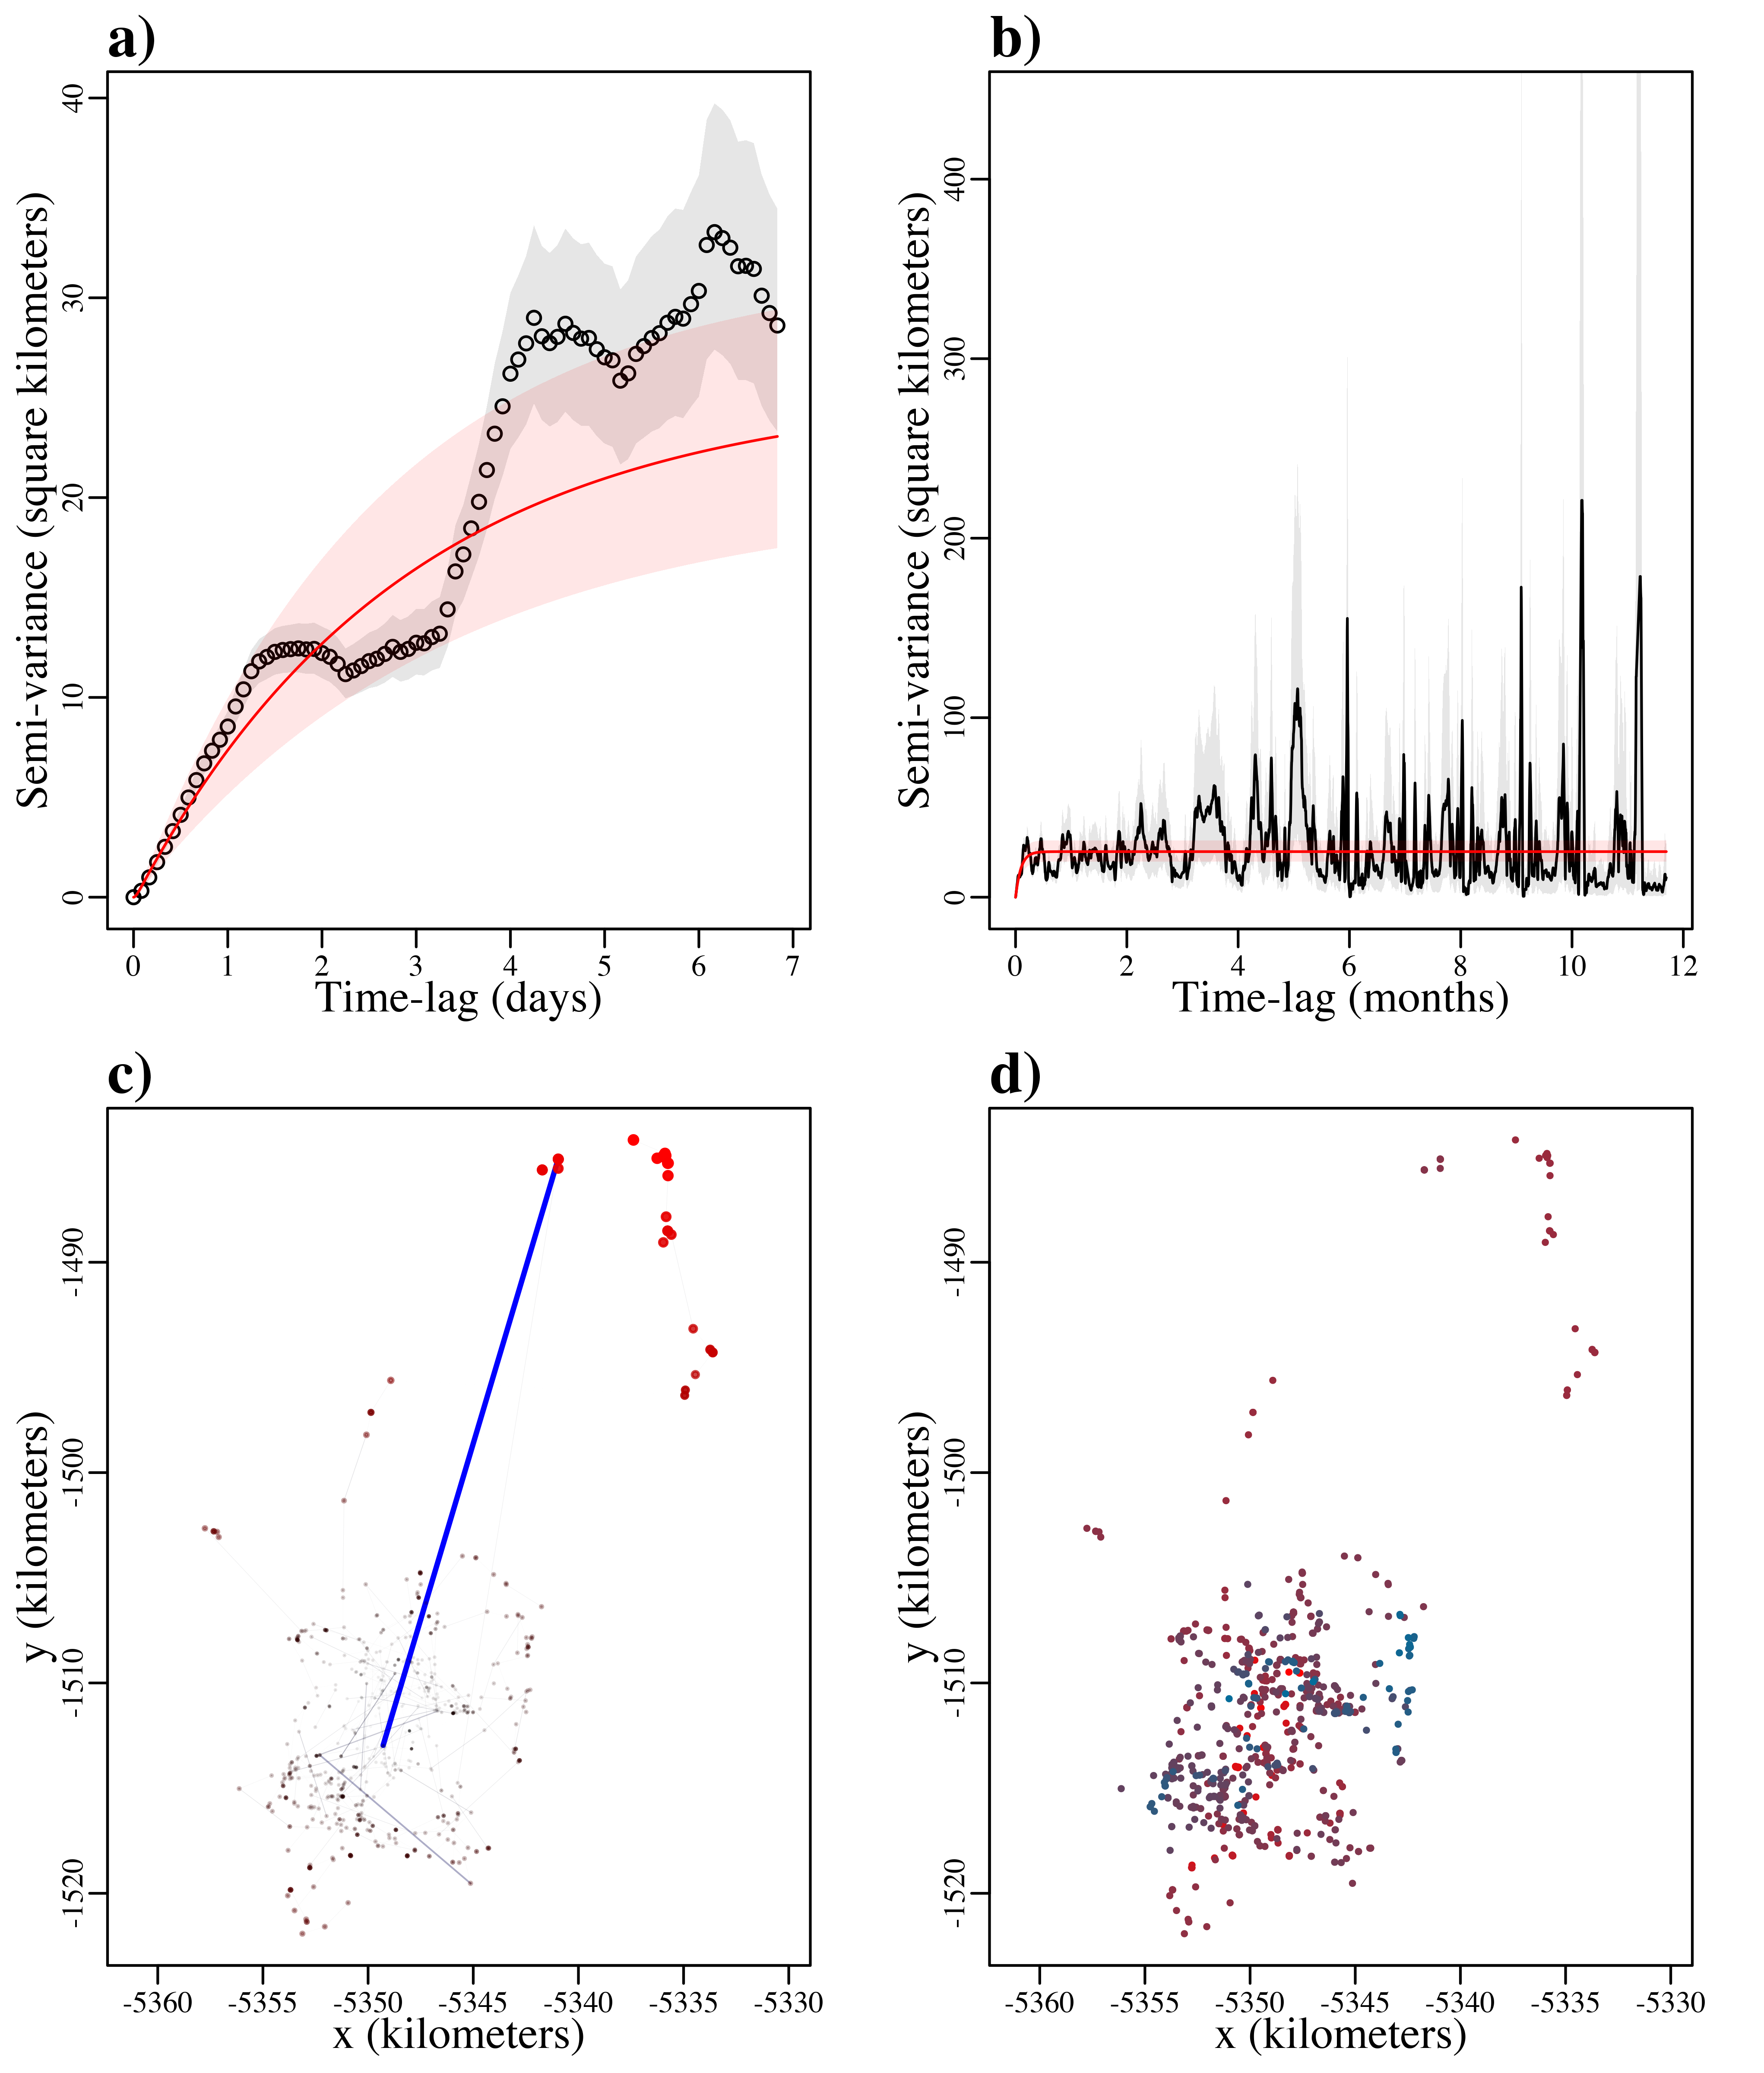 a)
Semi-variance (square kilometers)
40
30
20
10
0
0 1 2 3 4 5 6 7
Time-lag (days)
b)
Semi-variance (square kilometers)
400
300
200
100
0
0 2 4 6 8 10 12
Time-lag (months)
c)
y (kilometers)
-1490
-1500
-1510
-1520
-5360 -5355 -5350 -5345 -5340 -5335 -5330
x (kilometers)
d)
y (kilometers)
-1490
-1500
-1510
-1520
-5360 -5355 -5350 -5345 -5340 -5335 -5330
x (kilometers)